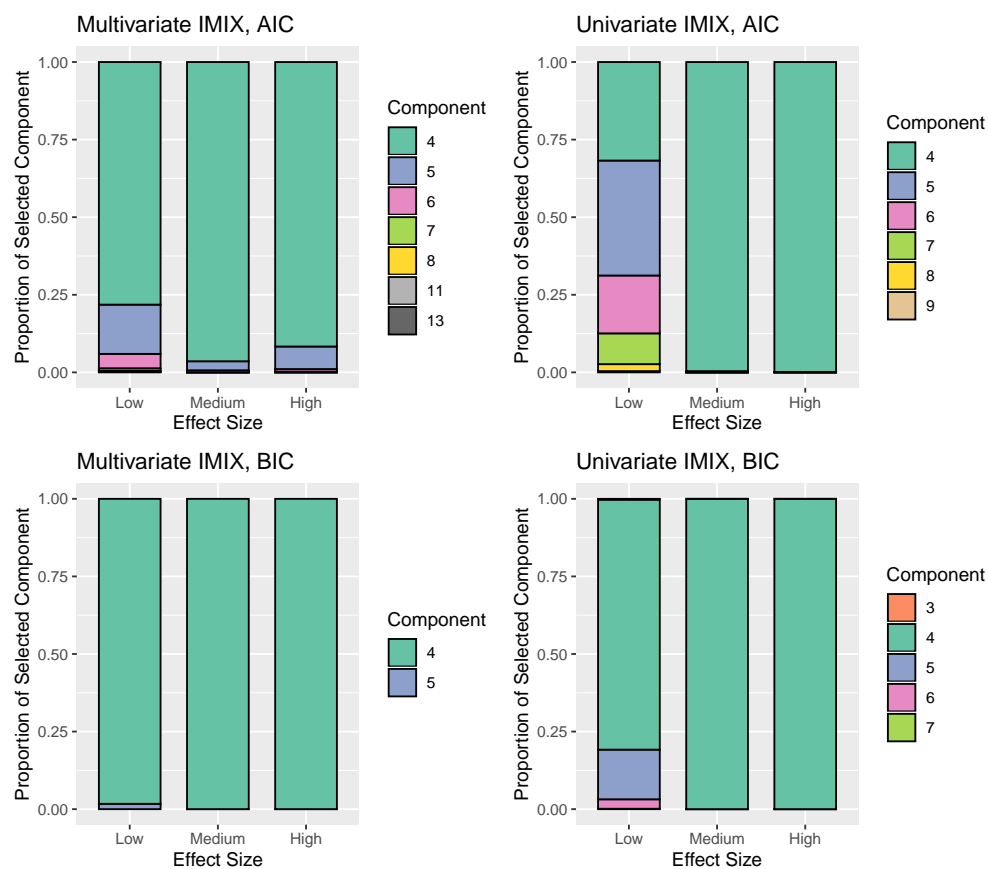 Multivariate IMIX, AIC
Proportion of Selected Component
1.00
0.75
0.50
0.25
0.00
Low Medium High
Effect Size
Component
4
5
6
7
8
11
13
Univariate IMIX, AIC
Proportion of Selected Component
1.00
0.75
0.50
0.25
0.00
Low Medium High
Effect Size
Component
4
5
6
7
8
9
Multivariate IMIX, BIC
Proportion of Selected Component
1.00
0.75
0.50
0.25
0.00
Low Medium High
Effect Size
Component
4
5
Univariate IMIX, BIC
Proportion of Selected Component
1.00
0.75
0.50
0.25
0.00
Low Medium High
Effect Size
Component
3
4
5
6
7